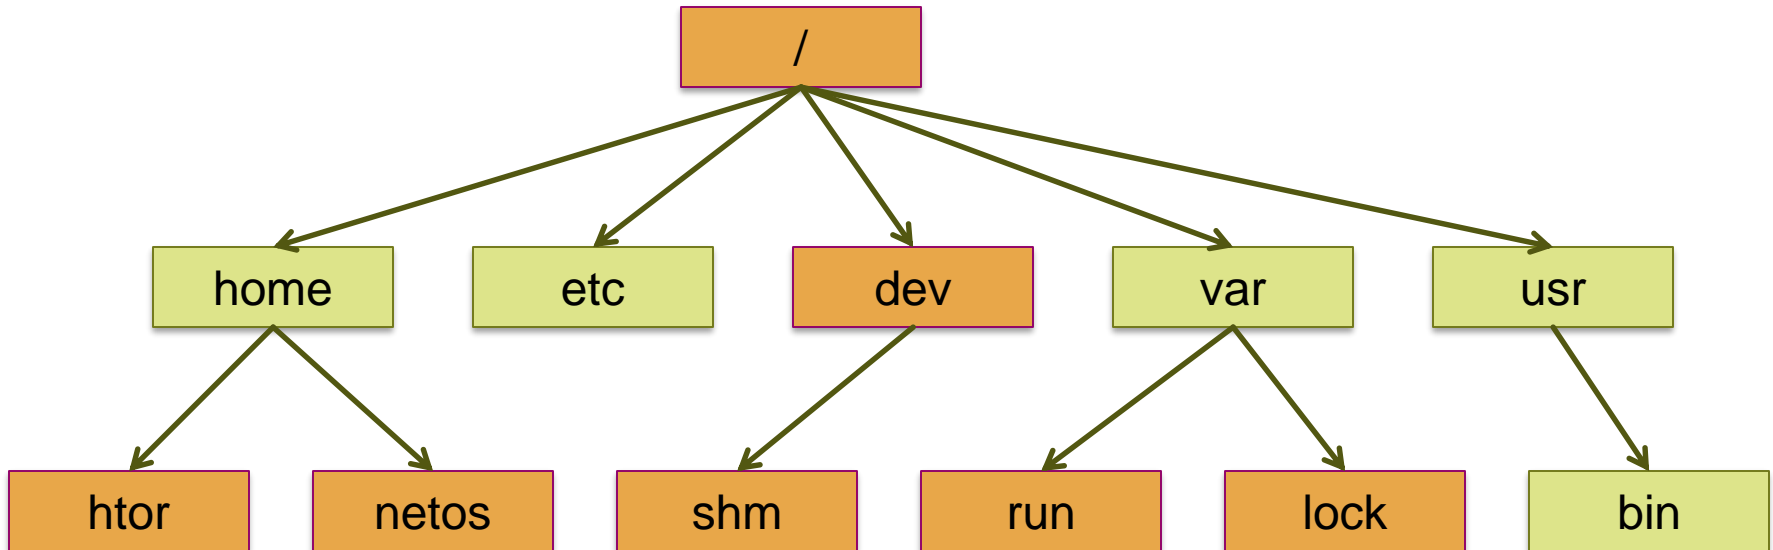 /
home
etc
dev
var
usr
htor
netos
shm
run
lock
bin